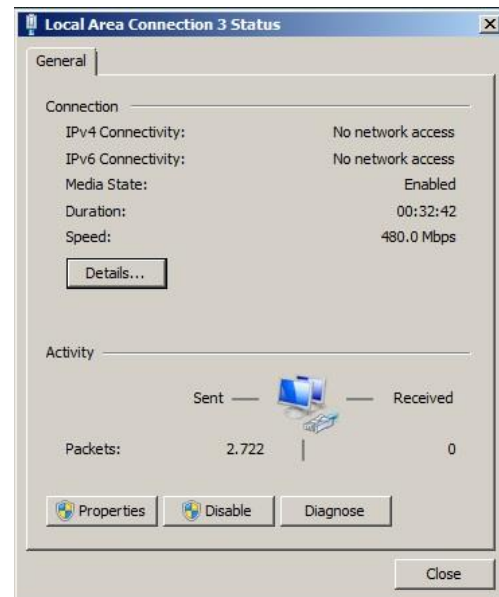 Local Area Connection 3 Status
General
Connection
IPv4 Connectivity: No network access
IPv6 Connectivity: No network access
Media State: Enabled
Duration: 00:32:42
Speed: 480.0 Mbps
Details...
Activity
Sent Received
Packets: 2.722 0
Properties Disable Diagnose
Close